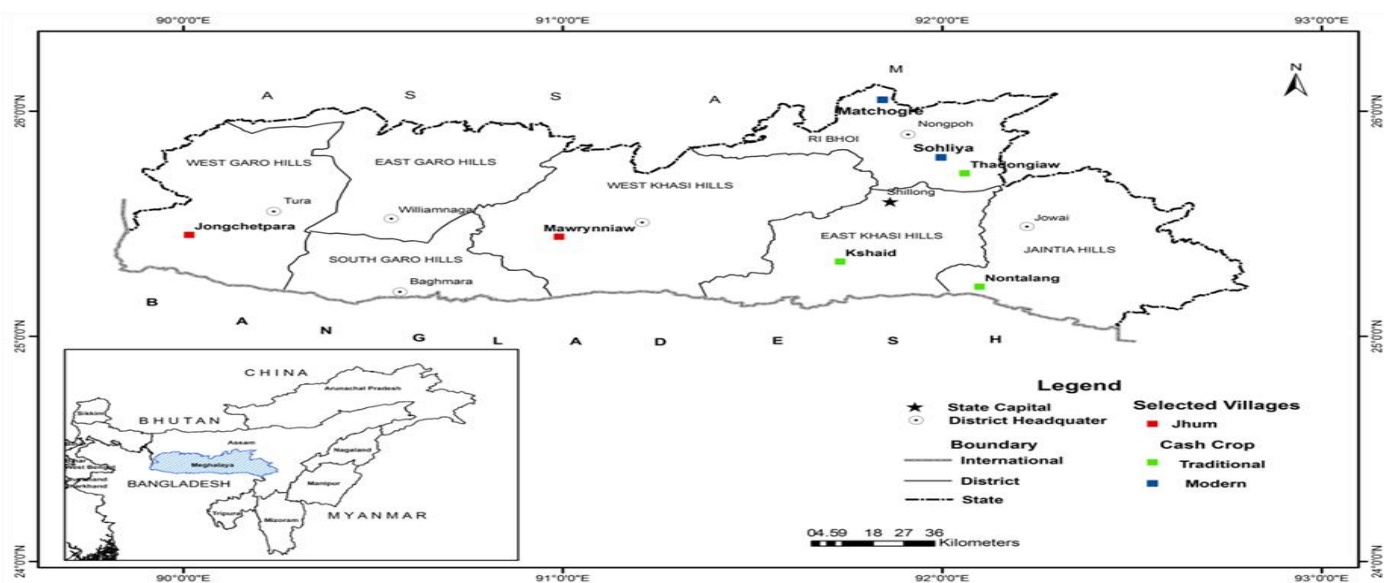 90°0'0"E 91°0'0"E 92°0'0"E 93°0'0"E
N
A S S A M
26°0'0"N
26°0'0"N
Matchogre
Nongpoh
RI BHOI
Sohliya
Thadongiaw
WEST GARO HILLS
EAST GARO HILLS
WEST KHASI HILLS
Shillong
Tura
Williamnaga
Jowai
Jongchetpara
Mawrynniaw
EAST KHASI HILLS
JAINTIA HILLS
Kshaid
SOUTH GARO HILLS
Nontalang
Baghmara
B A N G L A D E S H
25°0'0"N
25°0'0"N
CHINA
Arunachal Pradesh
Sikkim
BHUTAN
Assam
Nagaland
Meghalaya
West Bengal
BANGLADESH
Manipur
Tripura
Mizoram
MYANMAR
Legend
State Capital
District Headquater
Boundary
International
District
State
Selected Villages
Jhum
Cash Crop
Traditional
Modern
04.59 18 27 36
Kilometers
24°0'0"N
24°0'0"N
90°0'0"E 91°0'0"E 92°0'0"E 93°0'0"E